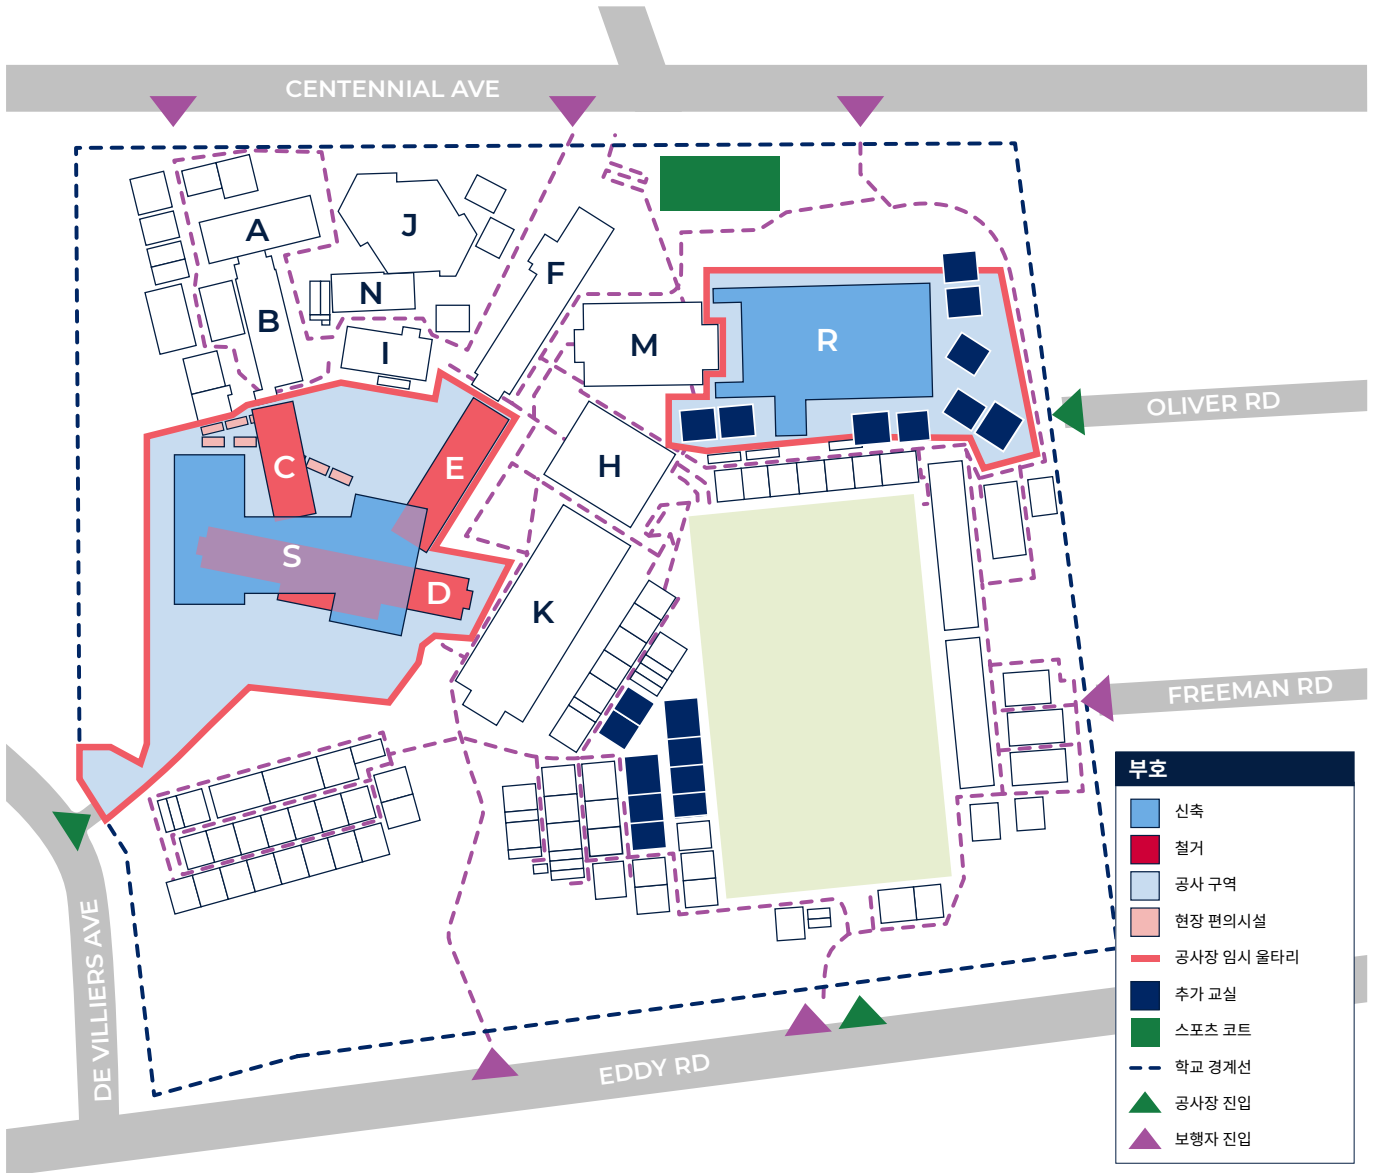 CENTENNIAL AVE
A
J
F
N
B
I
M
R
OLIVER RD
C
E
H
S
D
K
FREEMAN RD
DE VILLIERS AVE
EDDY RD
부호
신축
철거
공사 구역
현장 편의시설
공사장 임시 울타리
추가 교실
스포츠 코트
학교 경계선
공사장 진입
보행자 진입